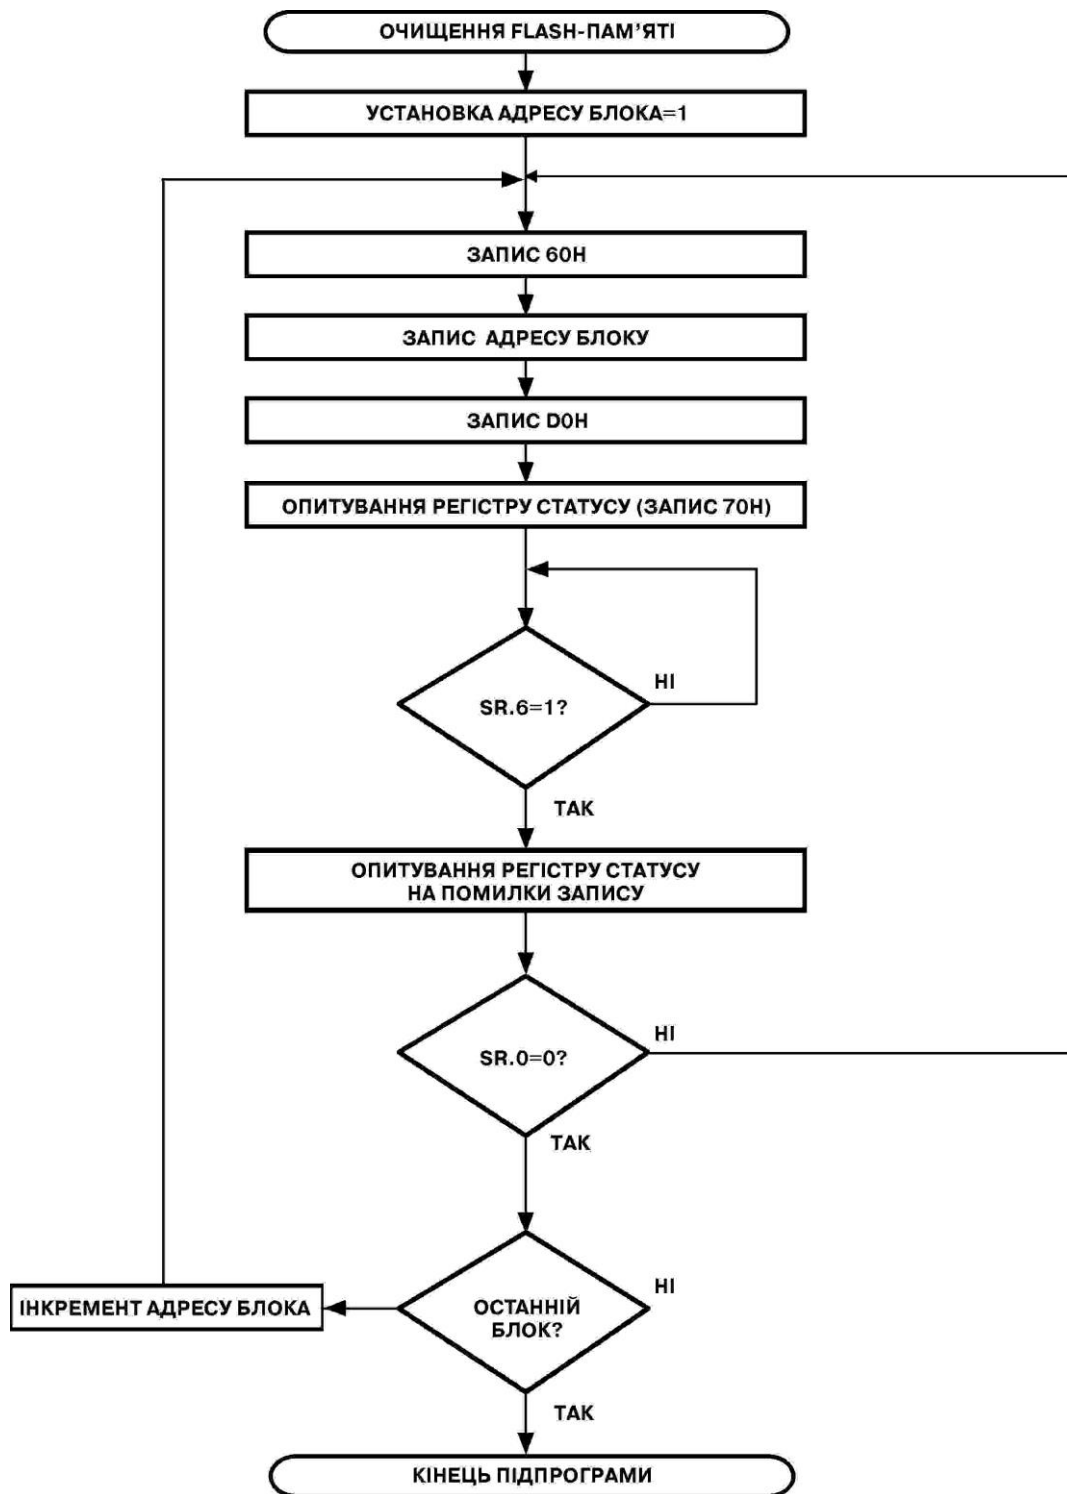 ОЧИЩЕННЯ FLASH-ПАМ’ЯТІ
УСТАНОВКА АДРЕСУ БЛОКА=1
ЗАПИС 60H
ЗАПИС АДРЕСУ БЛОКУ
ЗАПИС D0H
ОПИТУВАННЯ РЕГІСТРУ СТАТУСУ (ЗАПИС 70H)
НІ
SR.6=1?
ТАК
ОПИТУВАННЯ РЕГІСТРУ СТАТУСУ
НА ПОМИЛКИ ЗАПИСУ
НІ
SR.0=0?
ТАК
НІ
ІНКРЕМЕНТ АДРЕСУ БЛОКА
ОСТАННІЙ
БЛОК?
ТАК
КІНЕЦЬ ПІДПРОГРАМИ